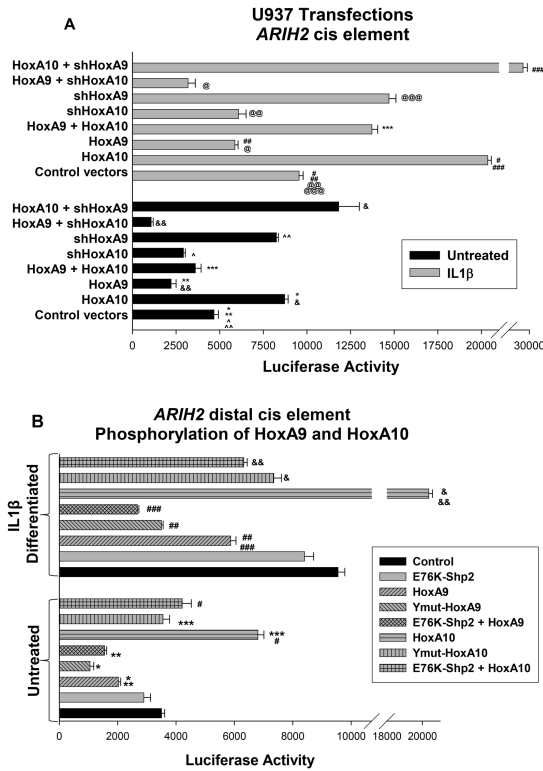 A
U937 Transfections
ARIH2 cis element
HoxA10 + shHoxA9
###
HoxA9 + shHoxA10
@
shHoxA9
@@@
shHoxA10
@@
HoxA9 + HoxA10
***
HoxA9
##
@
HoxA10
#
###
Control vectors
#
##
@@
@@@
HoxA10 + shHoxA9
&
HoxA9 + shHoxA10
&&
shHoxA9
^^
shHoxA10
^
HoxA9 + HoxA10
***
HoxA9
**
&&
HoxA10
*
&
Control vectors
*
**
^
^^
Untreated
IL1β
0 2500 5000 7500 10000 12500 15000 17500 20000 30000
Luciferase Activity
B
ARIH2 distal cis element
Phosphorylation of HoxA9 and HoxA10
IL1β
Differentiated
&&
&
&
&&
###
##
##
###
Untreated
#
***
***
#
**
*
*
**
Control
E76K-Shp2
HoxA9
Ymut-HoxA9
E76K-Shp2 + HoxA9
HoxA10
Ymut-HoxA10
E76K-Shp2 + HoxA10
0 2000 4000 6000 8000 10000 18000 20000
Luciferase Activity